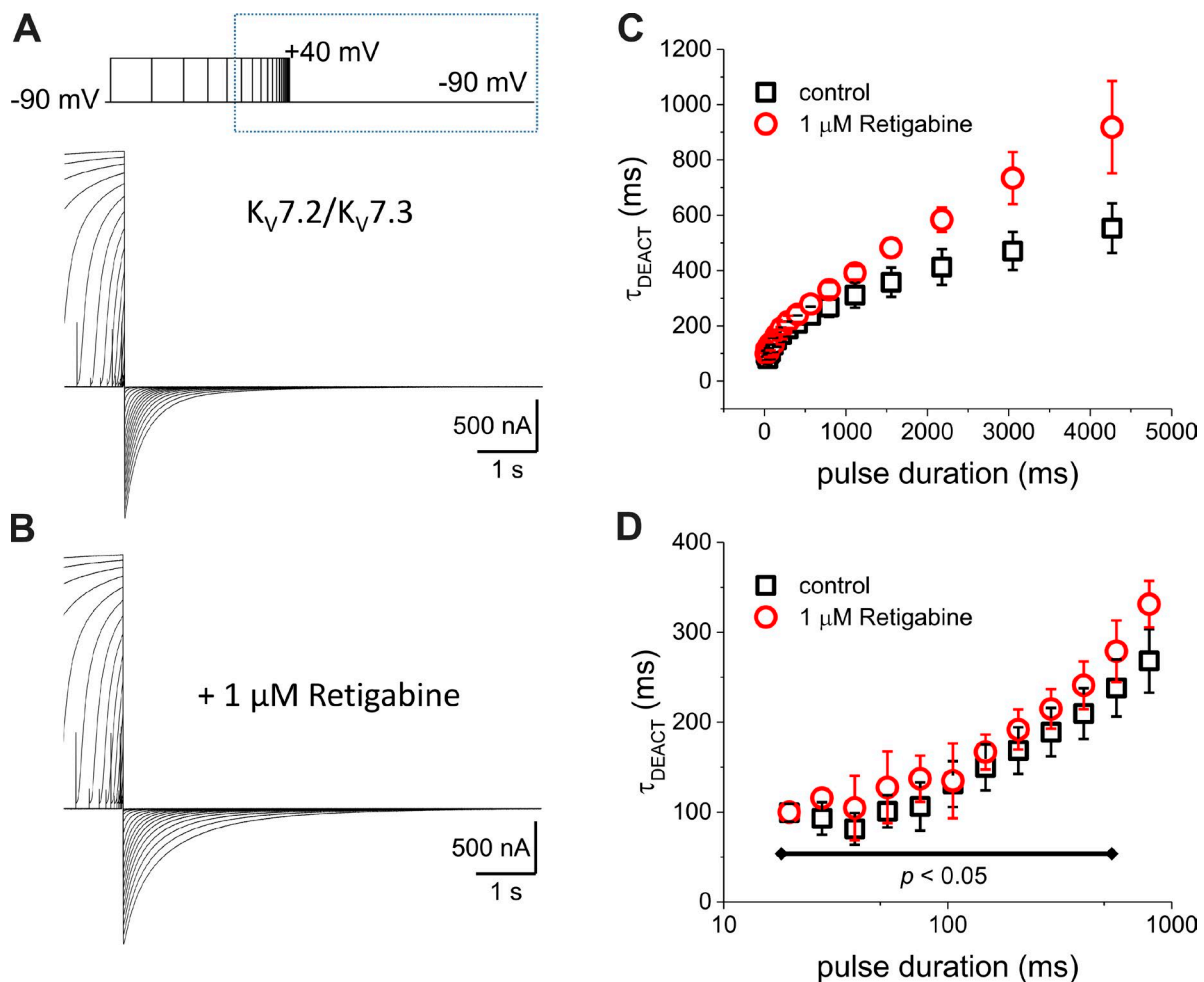 A
+40 mV
-90 mV
-90 mV
KV7.2/KV7.3
500 nA
1 s
B
+ 1 µM Retigabine
500 nA
1 s
C
1200
1000
800
600
400
200
0
τDEACT (ms)
control
1 μM Retigabine
0
1000
2000
3000
4000
5000
pulse duration (ms)
D
400
300
200
100
0
τDEACT (ms)
control
1 μM Retigabine
p < 0.05
10
100
1000
pulse duration (ms)